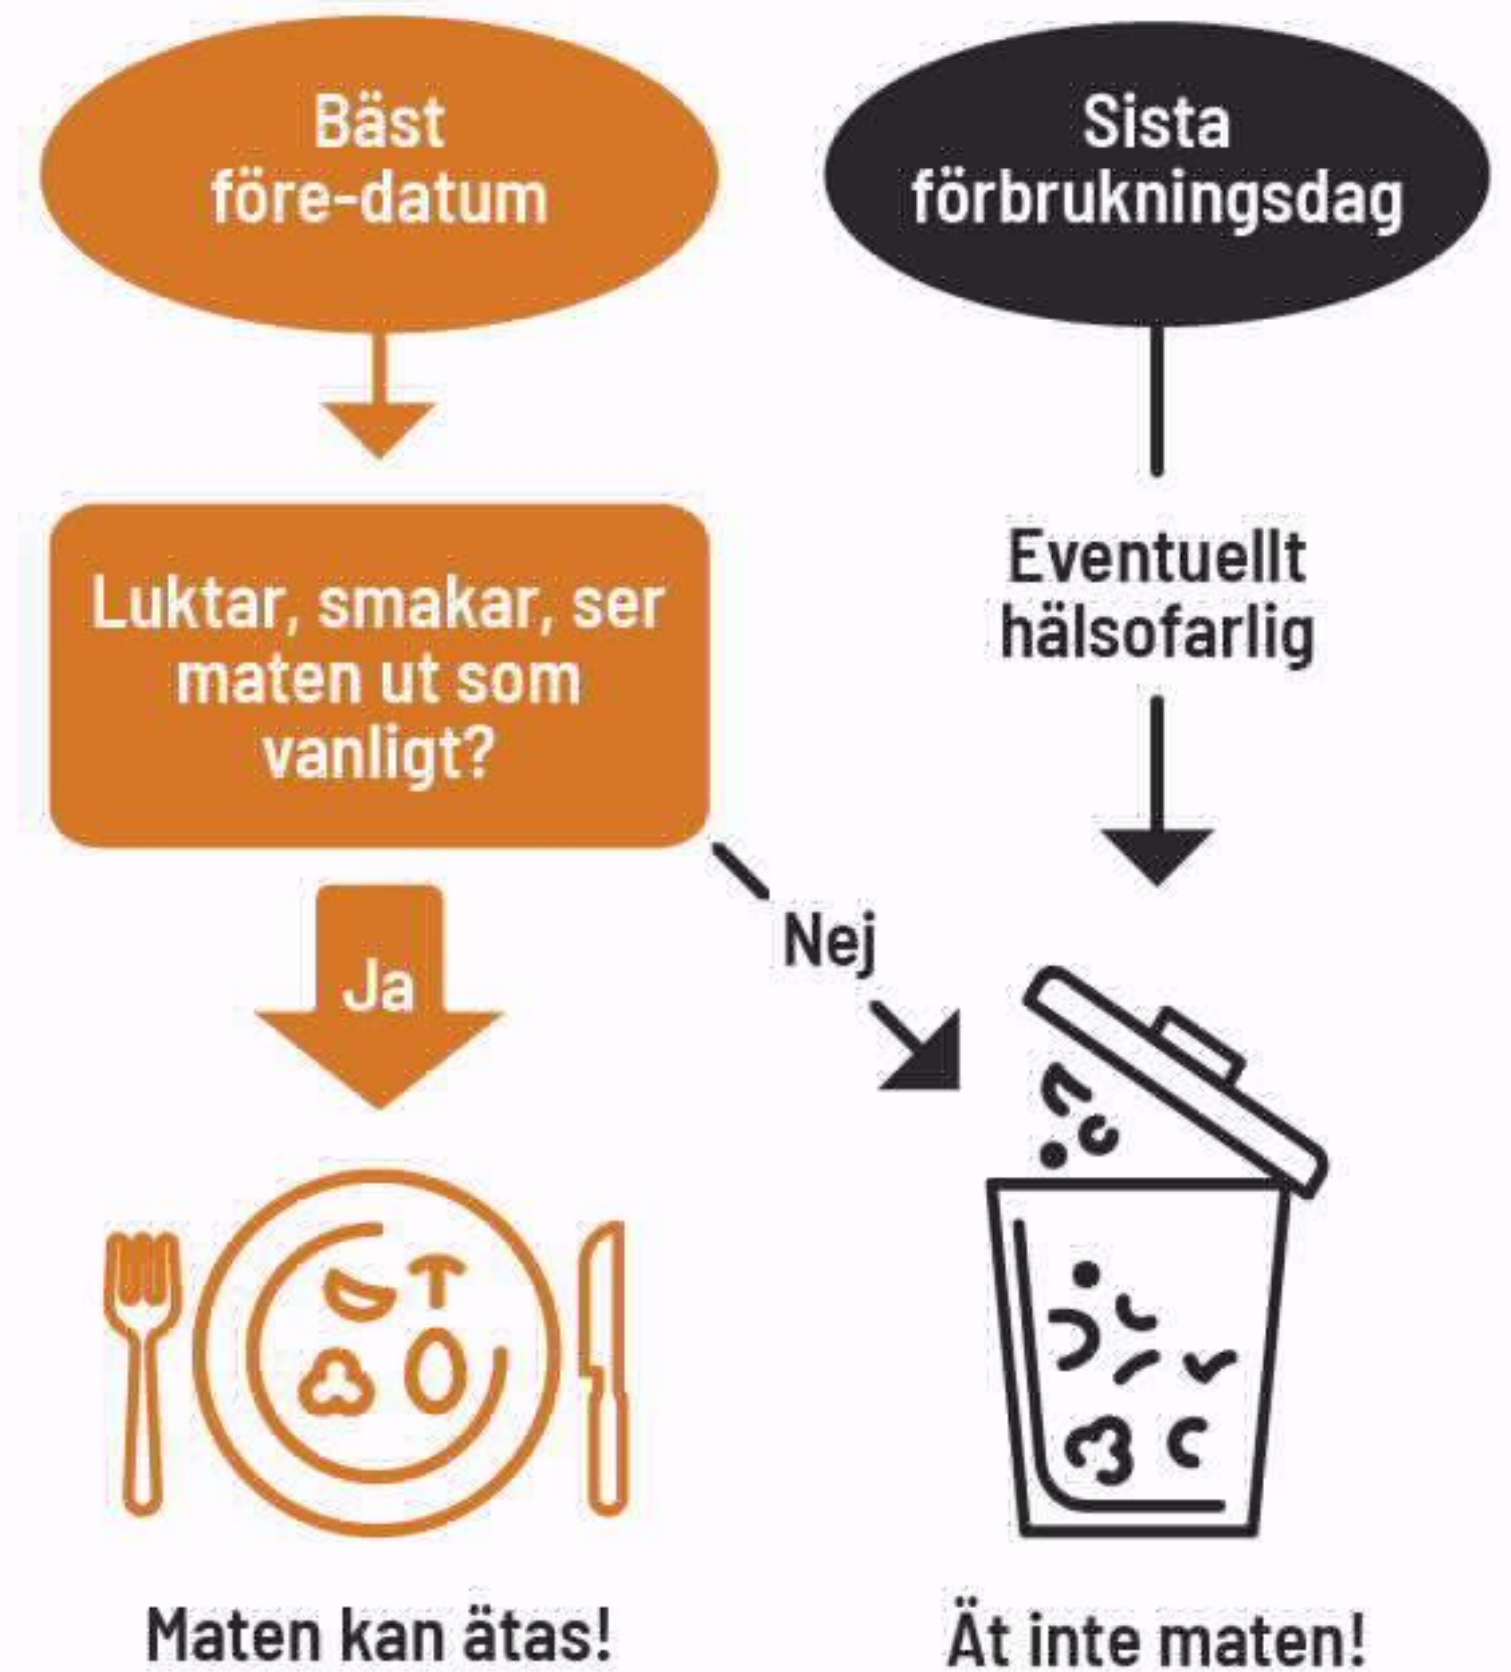 Bäst
före-datum
Luktar, smakar, ser
maten ut som
vanligt?
Ja
Nej
Maten kan ätas!
Sista
förbrukningsdag
Eventuellt
hälsofarlig
Ät inte maten!